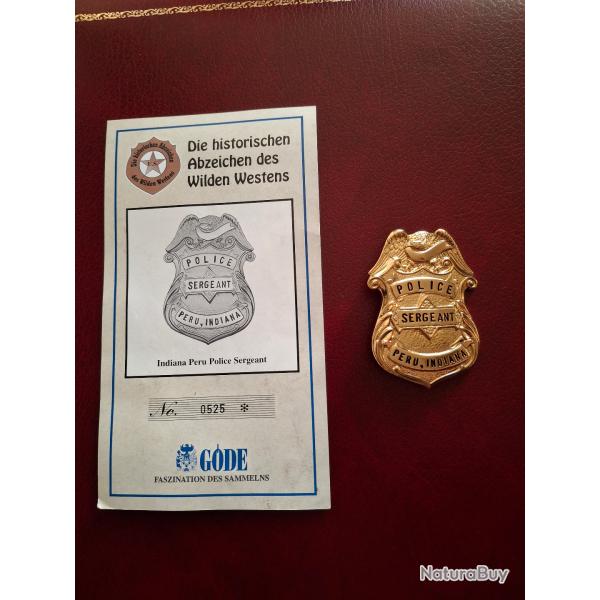 Die historischen Abzeichen
des Wilden Westens
Die historischen
Abzeichen des
Wilden Westens
POLICE
SERGEANT
PERU, INDIANA
Indiana Peru Police Sergeant
No. 0525 *
GÖDE
FASZINATION DES SAMMELNS
POLICE
SERGEANT
PERU, INDIANA
NaturaBuy